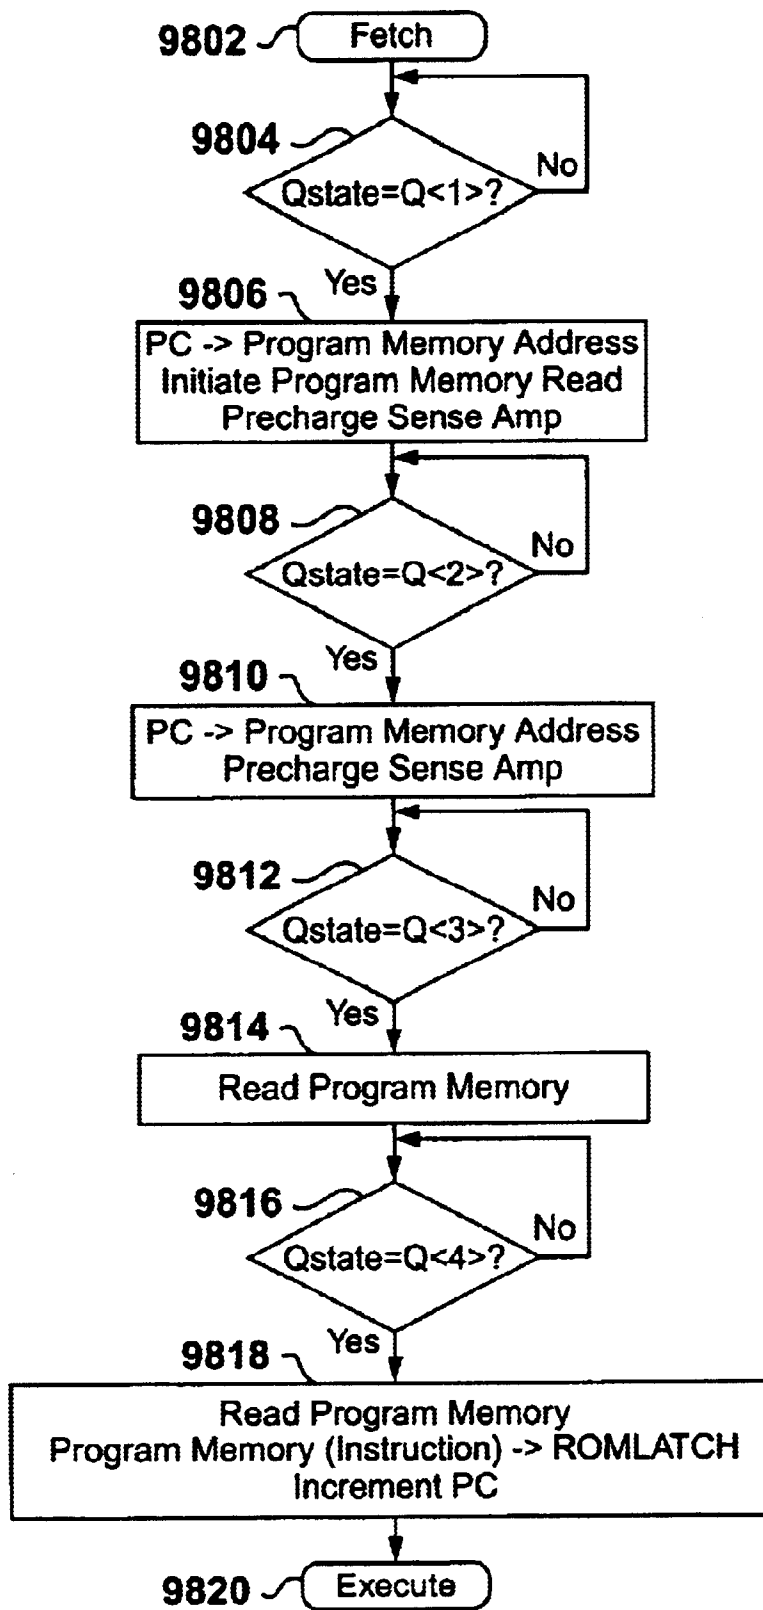 9802
Fetch
9804
Qstate=Q<1>?
No
Yes
9806
PC -> Program Memory Address
Initiate Program Memory Read
Precharge Sense Amp
9808
Qstate=Q<2>?
No
Yes
9810
PC -> Program Memory Address
Precharge Sense Amp
9812
Qstate=Q<3>?
No
Yes
9814
Read Program Memory
9816
Qstate=Q<4>?
No
Yes
9818
Read Program Memory
Program Memory (Instruction) -> ROMLATCH
Increment PC
9820
Execute